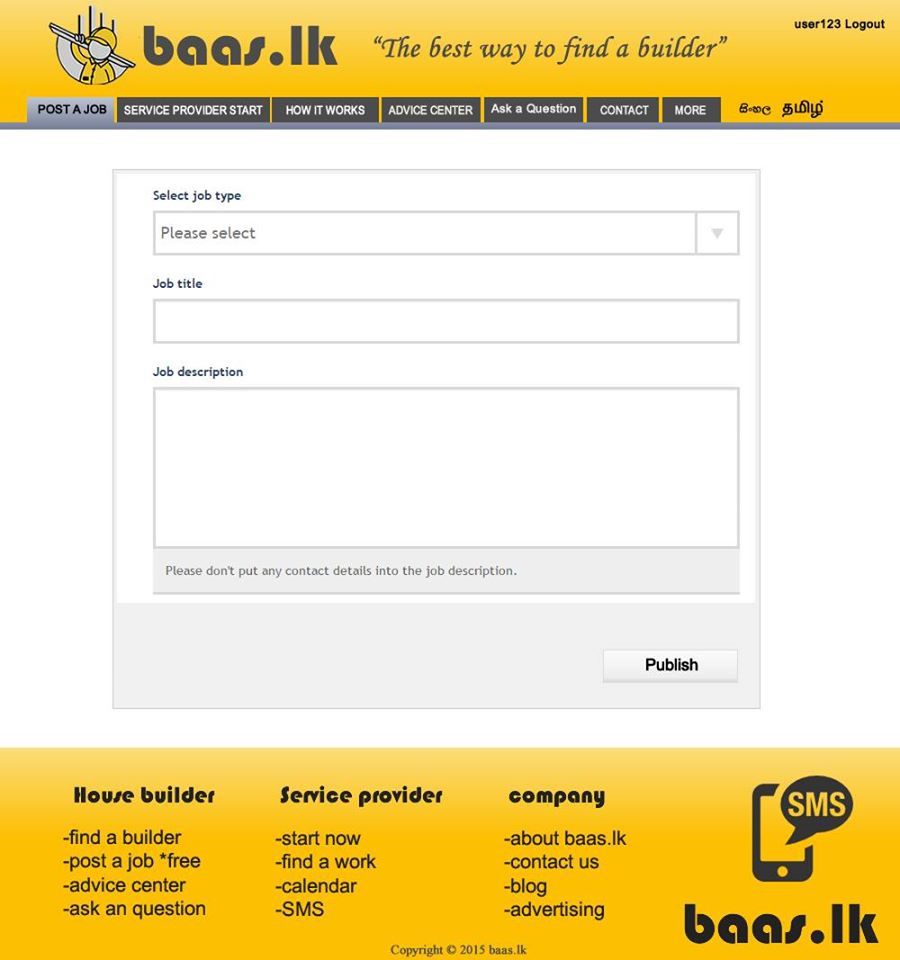 user123 Logout
baas.lk “The best way to find a builder”
POST A JOB SERVICE PROVIDER START HOW IT WORKS ADVICE CENTER Ask a Question CONTACT MORE සිංහල தமிழ்
Select job type
Please select
Job title
Job description
Please don't put any contact details into the job description.
Publish
House builder
-find a builder
-post a job *free
-advice center
-ask an question
Service provider
-start now
-find a work
-calendar
-SMS
company
-about baas.lk
-contact us
-blog
-advertising
SMS
baas.lk
Copyright © 2015 baas.lk